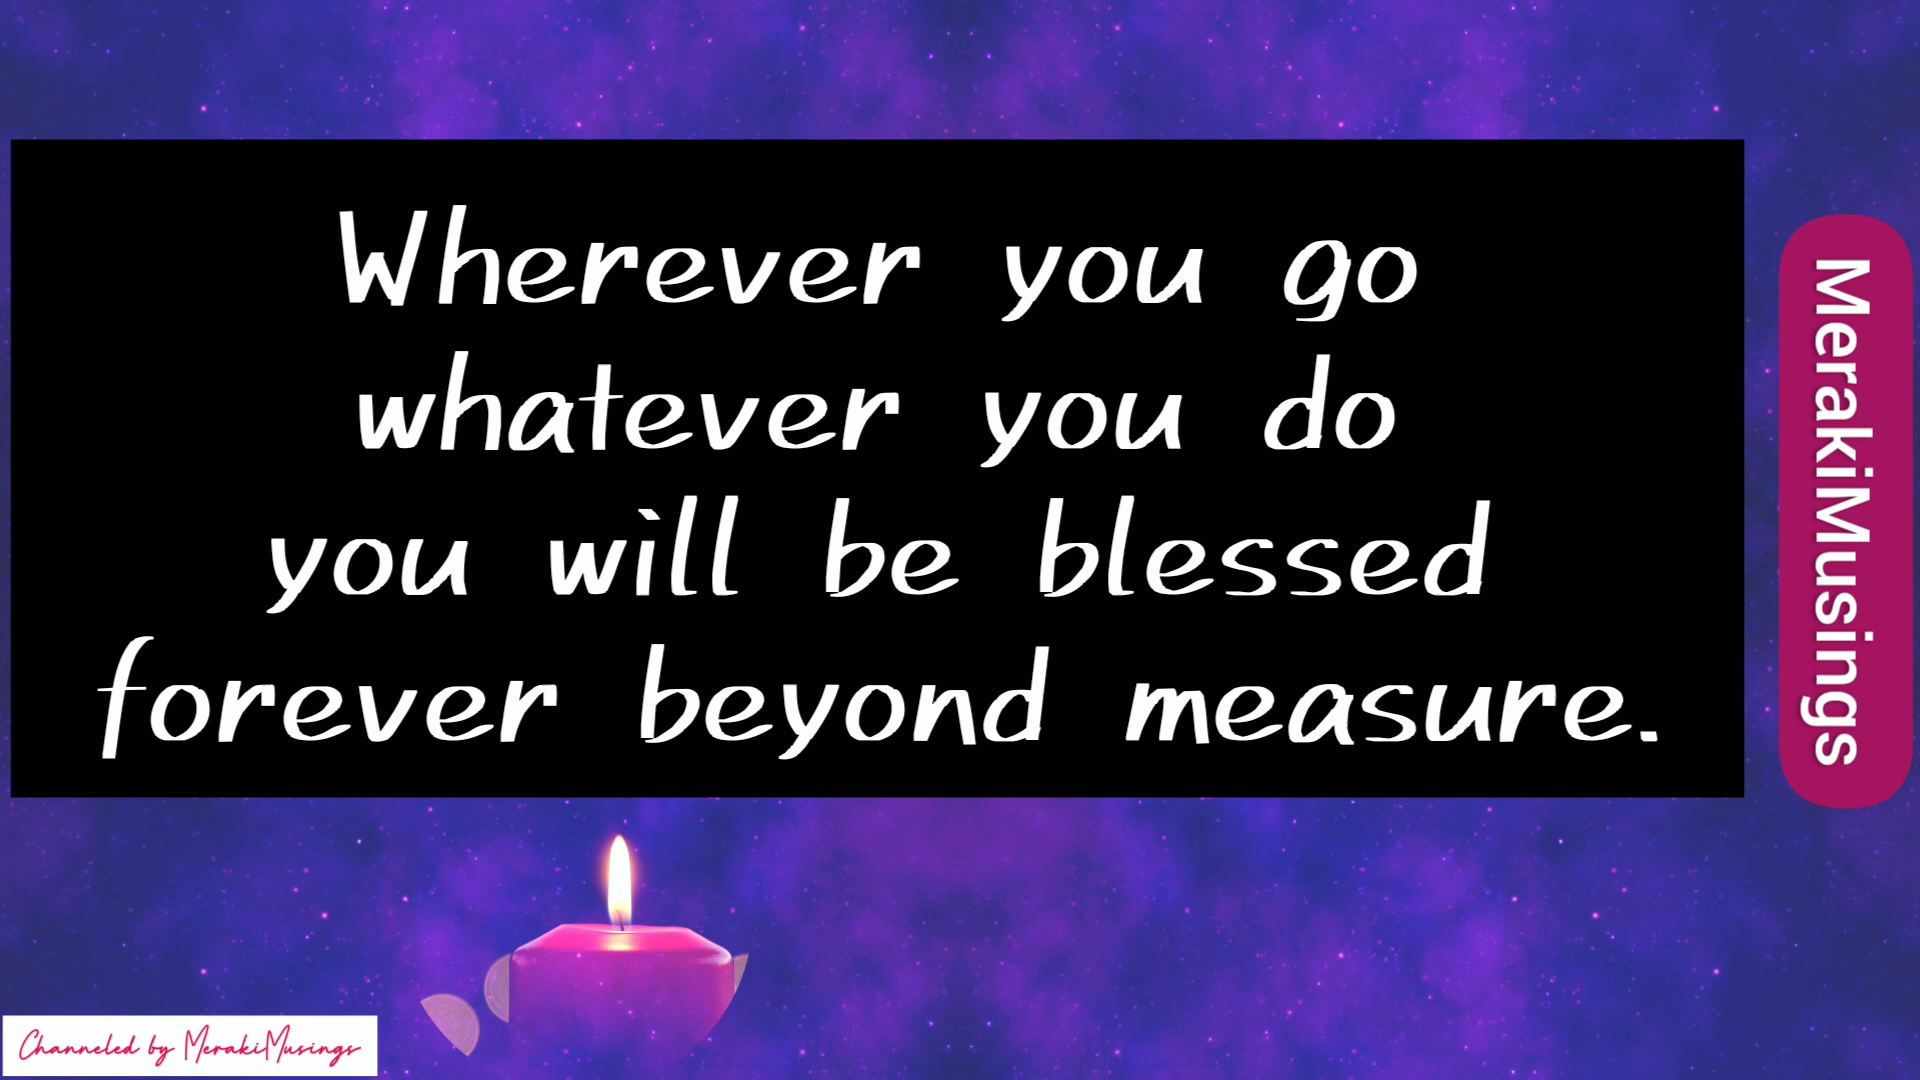 Wherever you go
whatever you do
you will be blessed
forever beyond measure.
MerakiMusings
Channeled by MerakiMusings